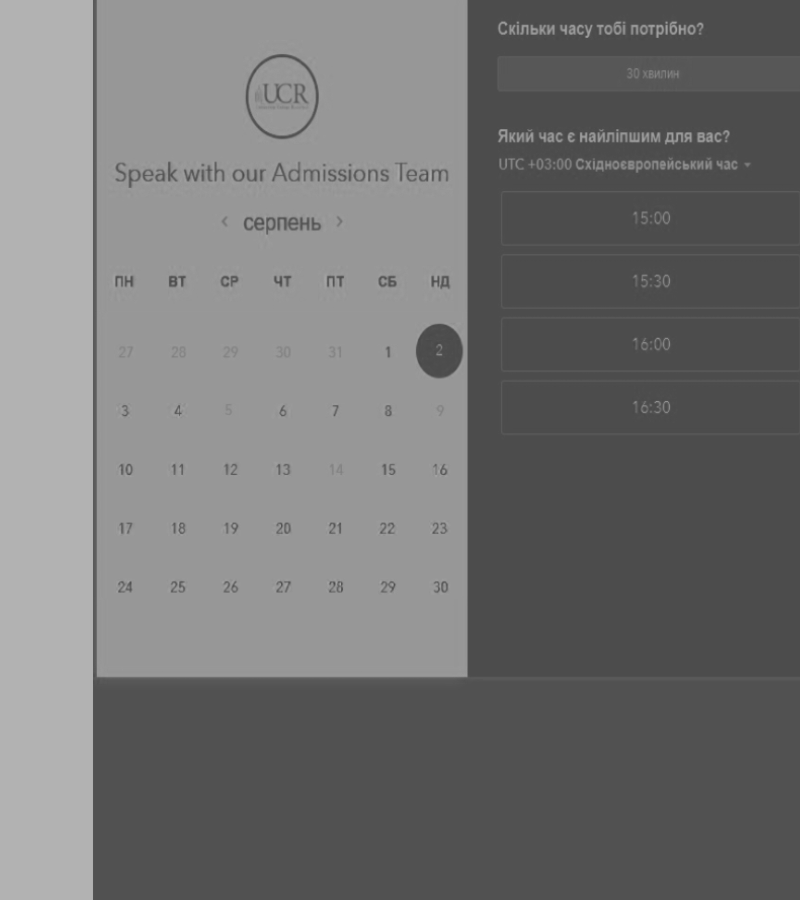 UCR
Speak with our Admissions Team
< серпень >
ПН ВТ СР ЧТ ПТ СБ НД
27 28 29 30 31 1 2
3 4 5 6 7 8 9
10 11 12 13 14 15 16
17 18 19 20 21 22 23
24 25 26 27 28 29 30
Скільки часу тобі потрібно?
30 хвилин
Який час є найліпшим для вас?
UTC +03:00 Східноєвропейський час
15:00
15:30
16:00
16:30